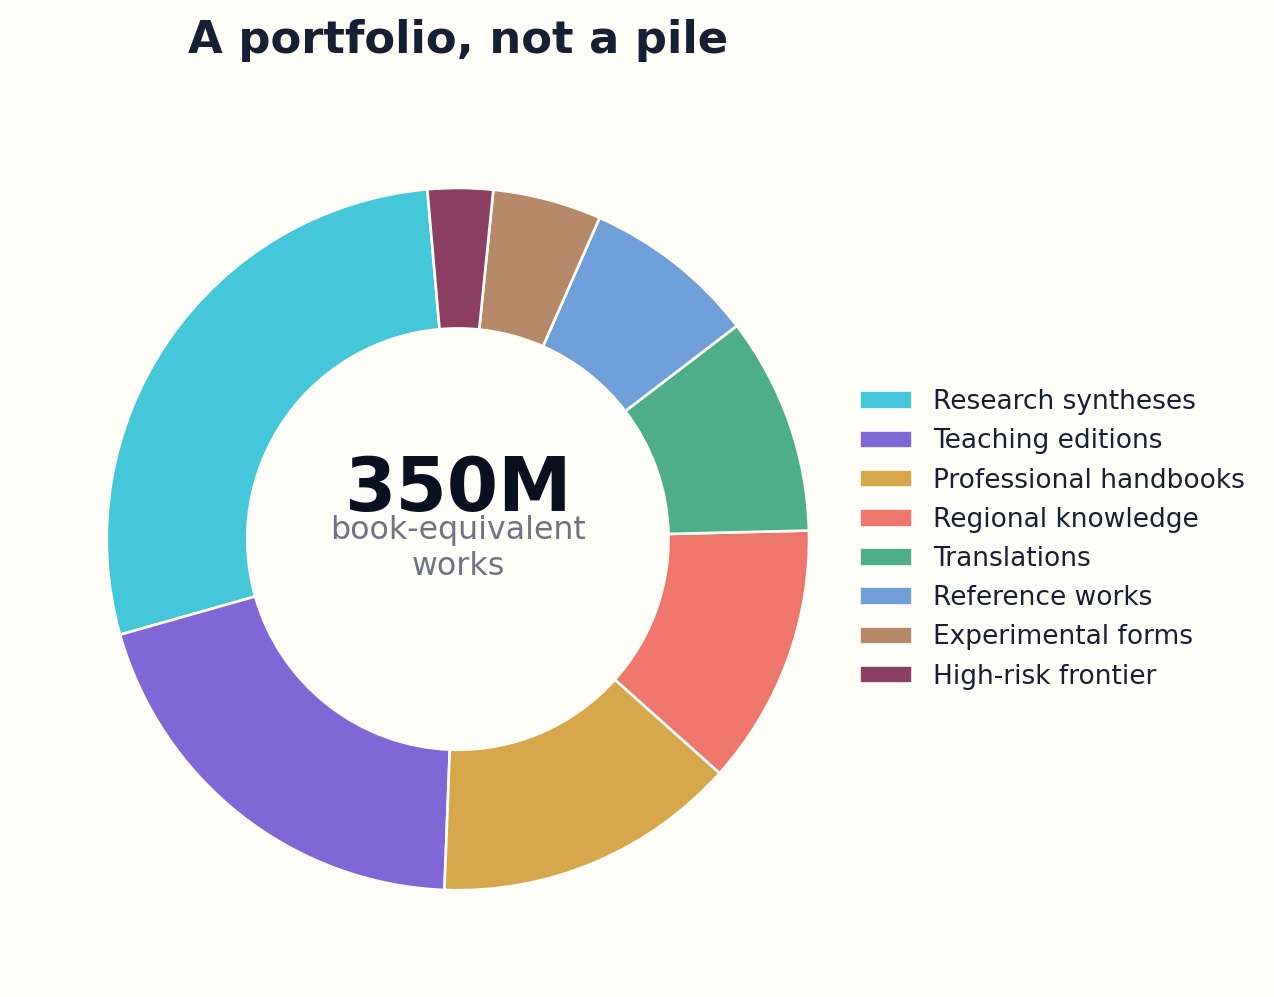 A portfolio, not a pile
350M
book-equivalent
works
Research syntheses
Teaching editions
Professional handbooks
Regional knowledge
Translations
Reference works
Experimental forms
High-risk frontier